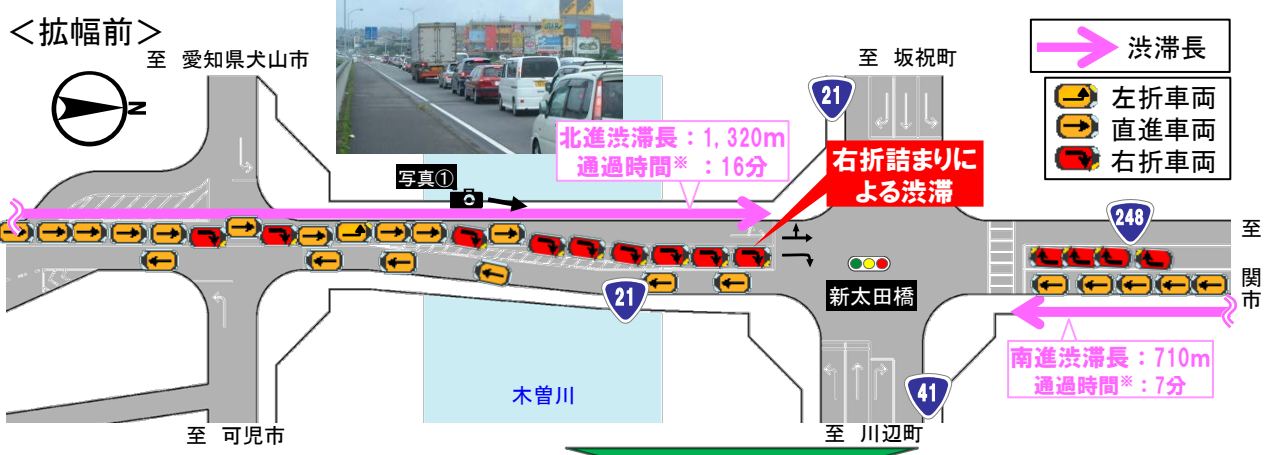 ＜拡幅前＞
至 愛知県犬山市
N
写真①
北進渋滞長：1,320m
通過時間※ ：16分
右折詰まりに
よる渋滞
至 坂祝町
21
渋滞長
左折車両
直進車両
右折車両
248
至
関
市
新太田橋
21
木曽川
41
南進渋滞長：710m
通過時間※：7分
至 可児市
至 川辺町